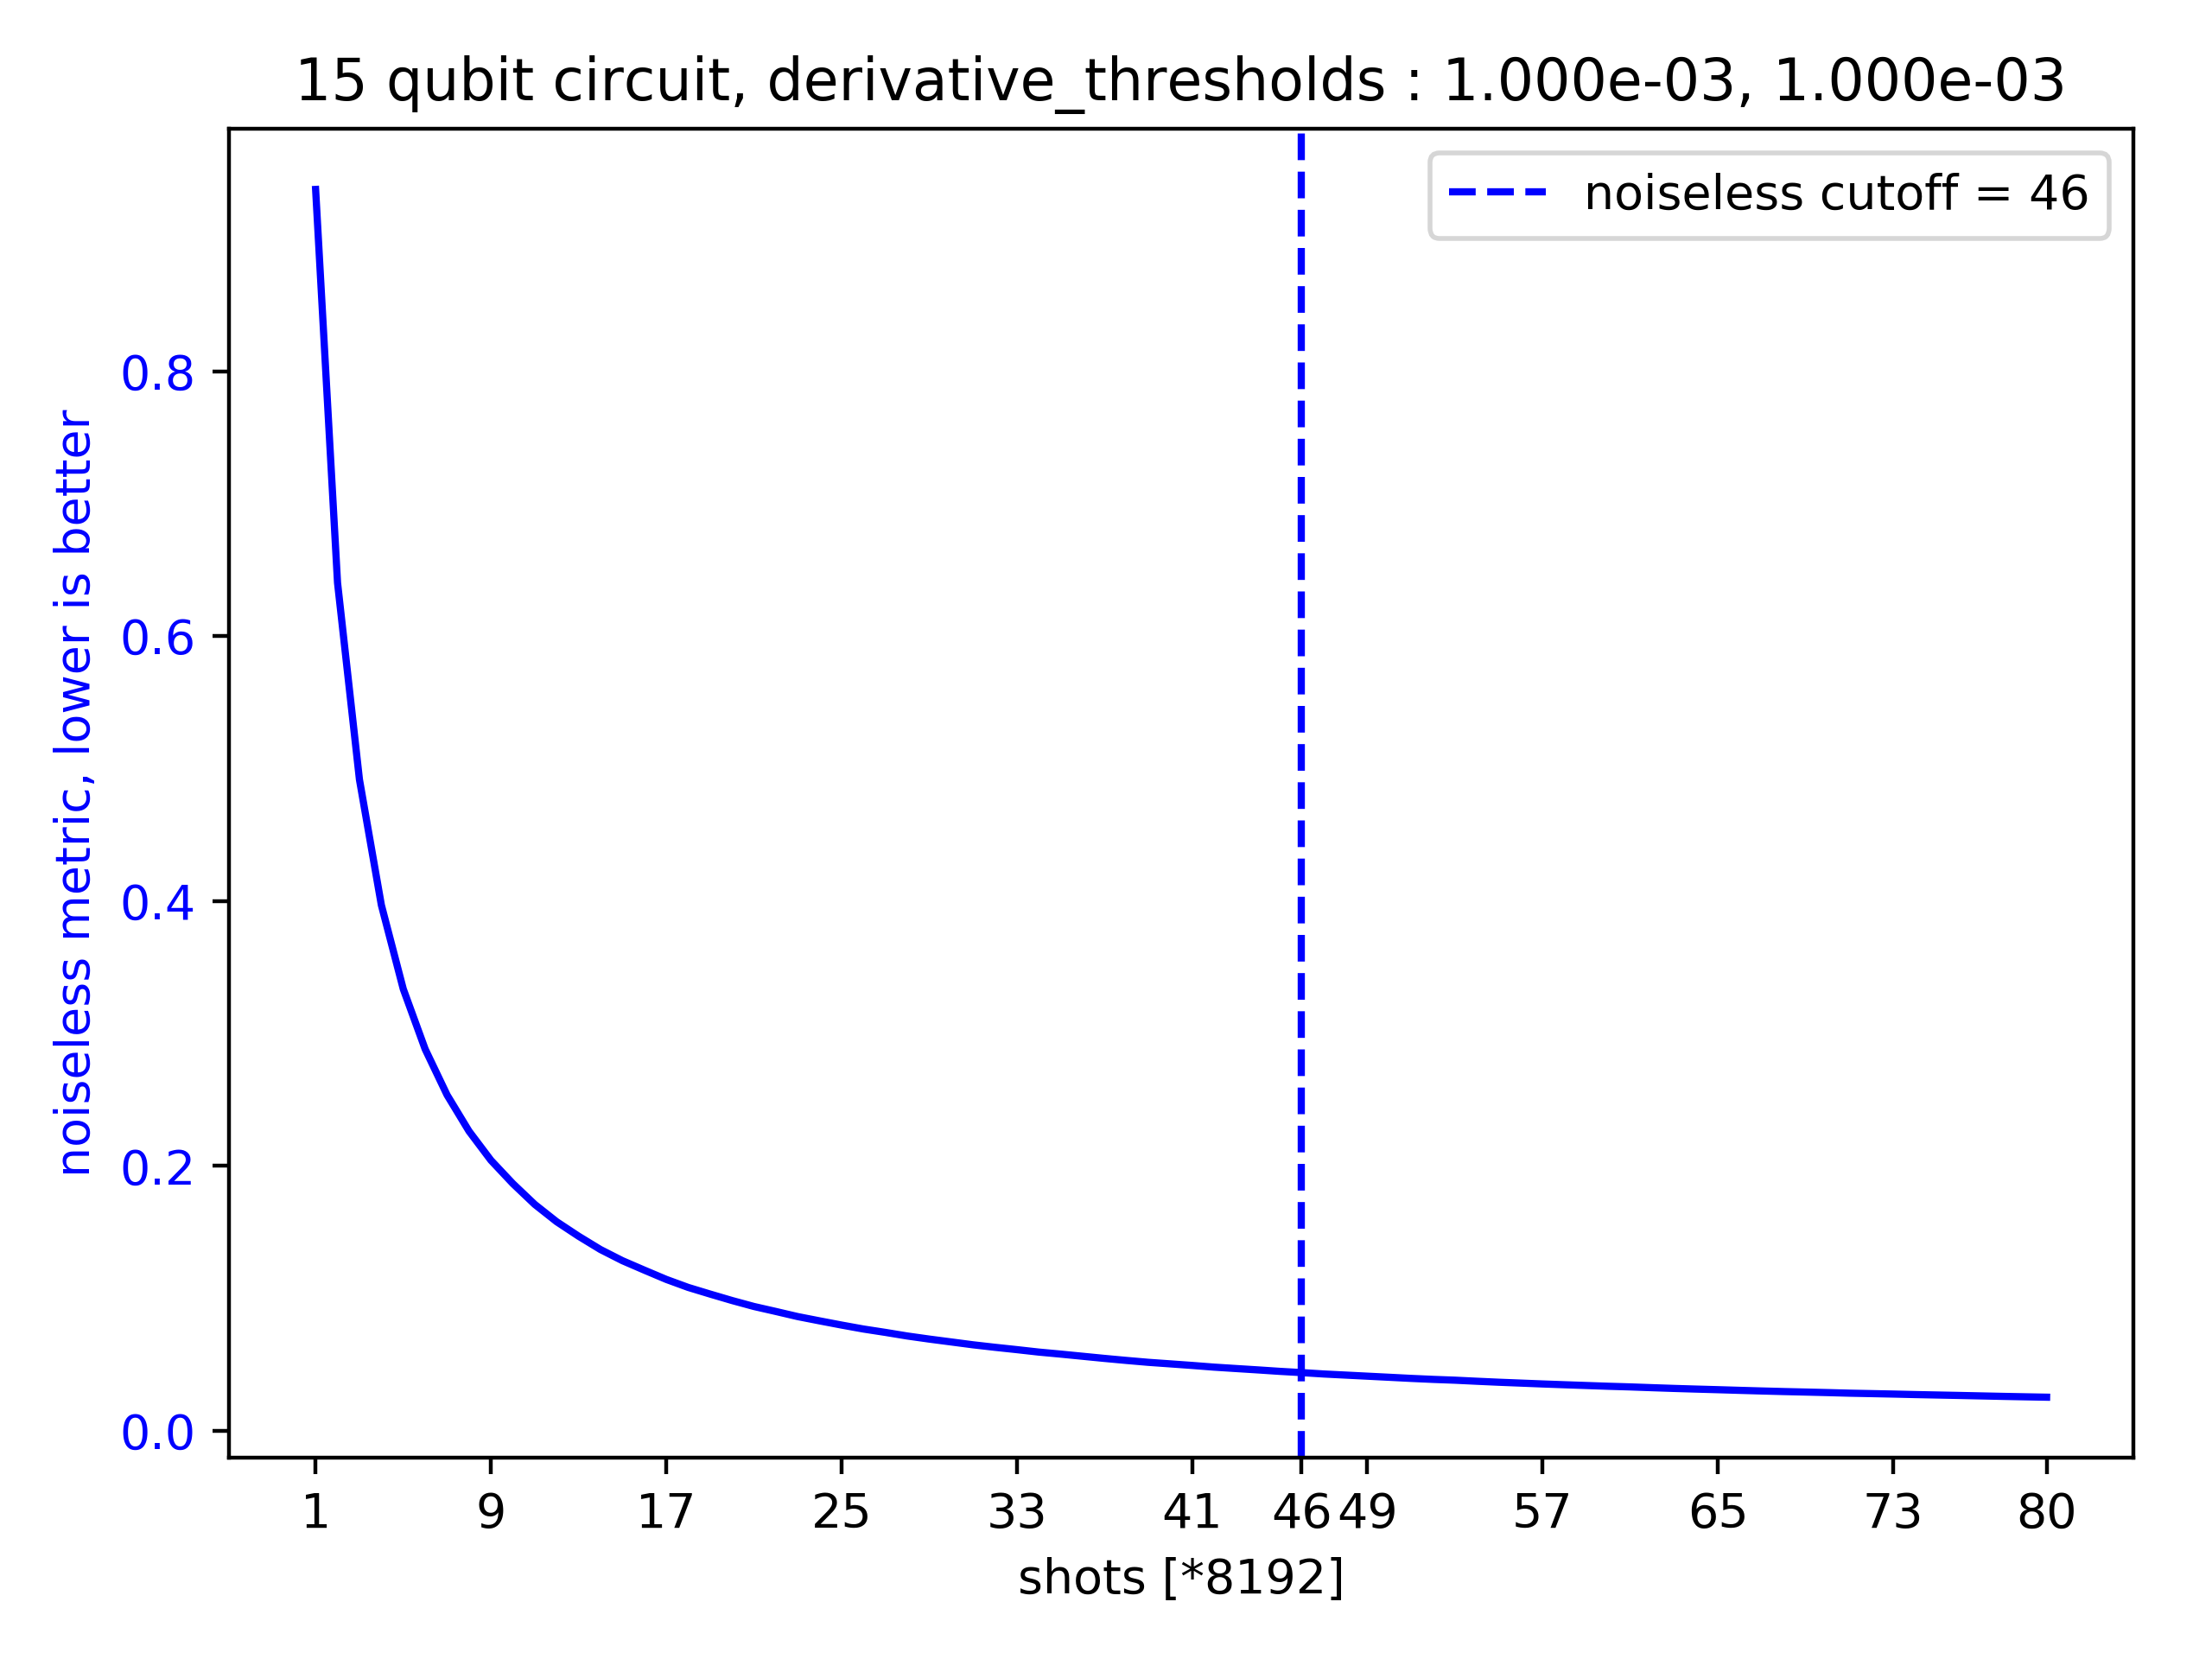 15 qubit circuit, derivative_thresholds : 1.000e-03, 1.000e-03
noiseless cutoff = 46
noiseless metric, lower is better
0.8
0.6
0.4
0.2
0.0
1 9 17 25 33 41 46 49 57 65 73 80
shots [*8192]